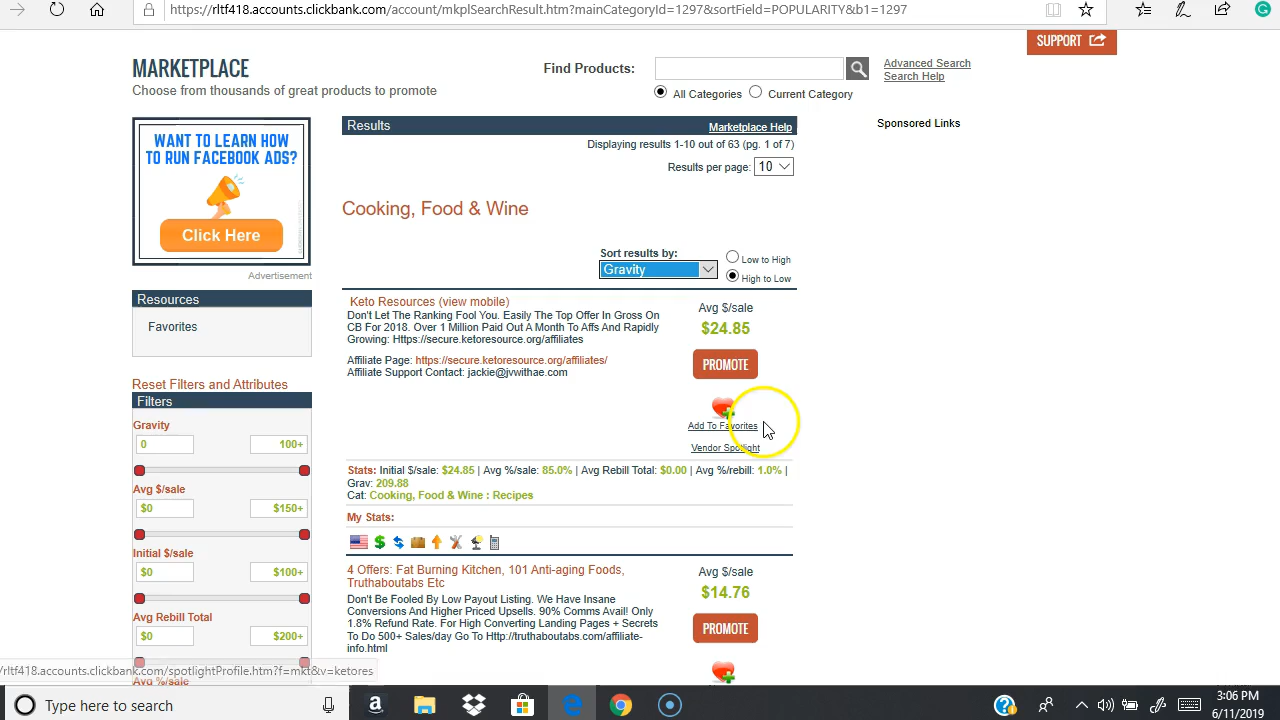 https://rltf418.accounts.clickbank.com/account/mkplSearchResult.htm?mainCategoryId=1297&sortField=POPULARITY&b1=1297
SUPPORT
MARKETPLACE
Choose from thousands of great products to promote
Find Products:
All Categories
Current Category
Advanced Search
Search Help
WANT TO LEARN HOW
TO RUN FACEBOOK ADS?
Click Here
Advertisement
Resources
Favorites
Reset Filters and Attributes
Filters
Gravity
0 100+
Avg $/sale
$0 $150+
Initial $/sale
$0 $100+
Avg Rebill Total
$0 $200+
Avg %/sale
Results Marketplace Help
Displaying results 1-10 out of 63 (pg. 1 of 7)
Results per page: 10
Cooking, Food & Wine
Sort results by:
Gravity
Low to High
High to Low
Keto Resources (view mobile)
Don't Let The Ranking Fool You. Easily The Top Offer In Gross On
CB For 2018. Over 1 Million Paid Out A Month To Affs And Rapidly
Growing: Https://secure.ketoresource.org/affiliates
Affiliate Page: https://secure.ketoresource.org/affiliates/
Affiliate Support Contact: jackie@jvwithae.com
Avg $/sale
$24.85
PROMOTE
Add To Favorites
Vendor Spotlight
Stats: Initial $/sale: $24.85 | Avg %/sale: 85.0% | Avg Rebill Total: $0.00 | Avg %/rebill: 1.0% |
Grav: 209.88
Cat: Cooking, Food & Wine : Recipes
My Stats:
4 Offers: Fat Burning Kitchen, 101 Anti-aging Foods,
Truthaboutabs Etc
Don't Be Fooled By Low Payout Listing. We Have Insane
Conversions And Higher Priced Upsells. 90% Comms Avail! Only
1.8% Refund Rate. For High Converting Landing Pages + Secrets
To Do 500+ Sales/day Go To Http://truthaboutabs.com/affiliate-
info.html
Avg $/sale
$14.76
PROMOTE
Sponsored Links
/rltf418.accounts.clickbank.com/spotlightProfile.htm?f=mkt&v=ketores
Type here to search
3:06 PM
6/11/2019